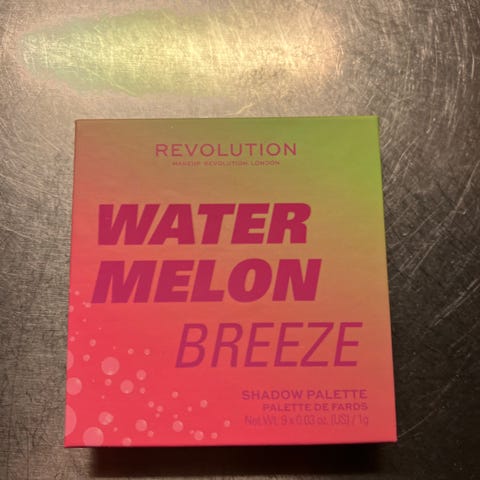 REVOLUTION
MAKEUP REVOLUTION LONDON
WATER
MELON
BREEZE
SHADOW PALETTE
PALETTE DE FARDS
Net.Wt. 9 x 0.03 oz. (US) / 1g